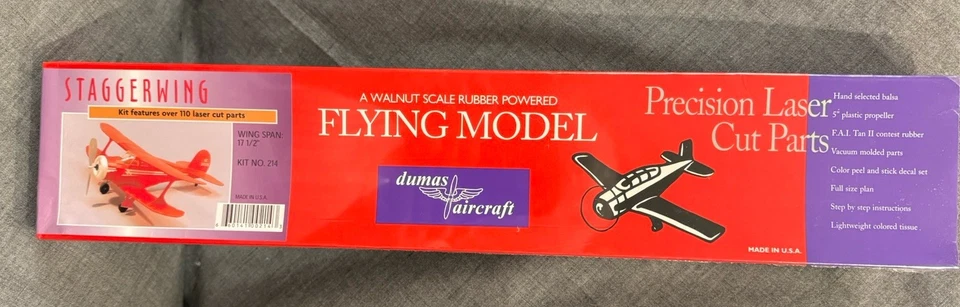 STAGGERWING
Kit features over 110 laser cut parts
WING SPAN:
17 1/2"
KIT NO. 214
MADE IN U.S.A.
A WALNUT SCALE RUBBER POWERED
FLYING MODEL
dumas
aircraft
Precision Laser
Cut Parts
MADE IN U.S.A.
Hand selected balsa
5" plastic propeller
F.A.I. Tan II contest rubber
Vacuum molded parts
Color peel and stick decal set
Full size plan
Step by step instructions
Lightweight colored tissue